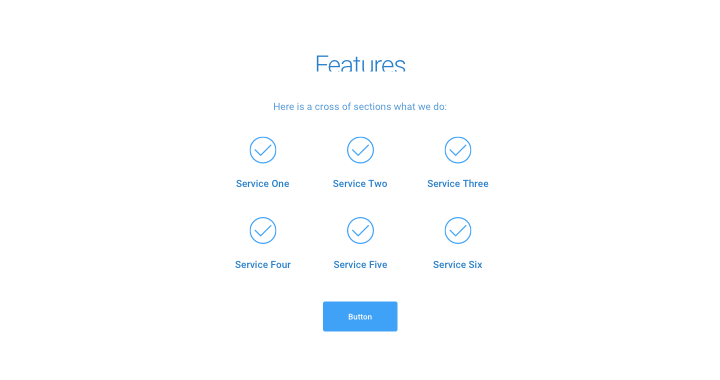 Features
Here is a cross of sections what we do:
Service One
Service Two
Service Three
Service Four
Service Five
Service Six
Button